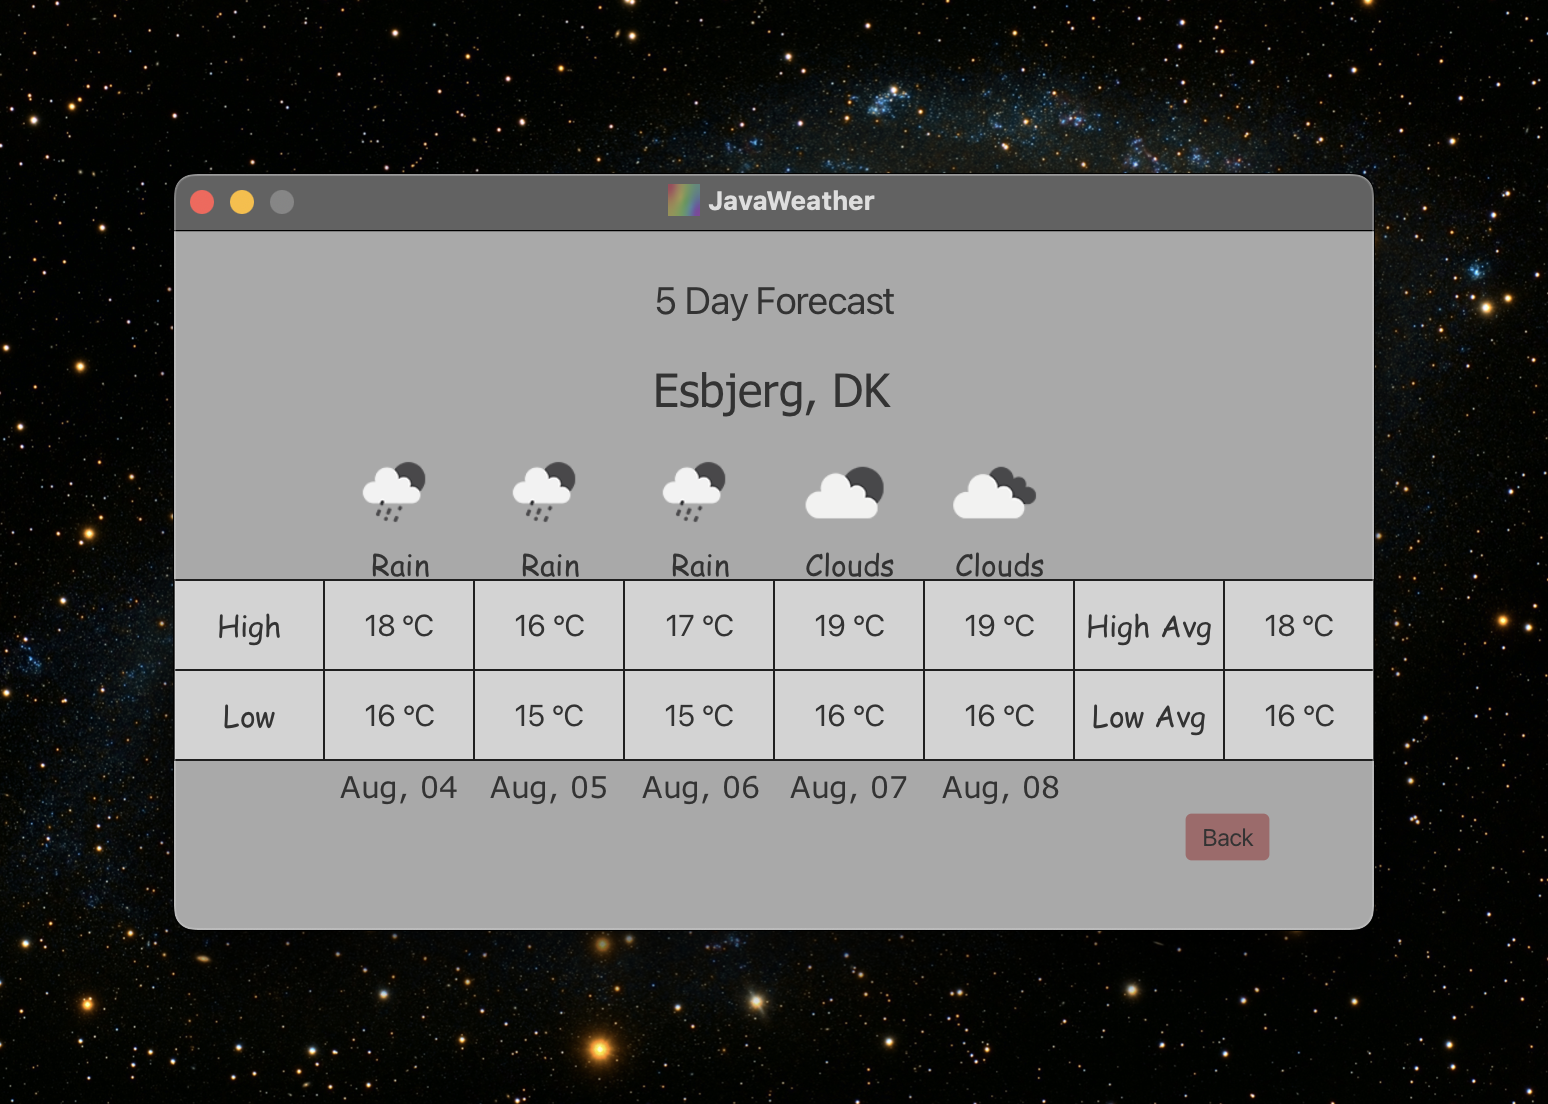 JavaWeather
5 Day Forecast
Esbjerg, DK
Rain Rain Rain Clouds Clouds
High 18 °C 16 °C 17 °C 19 °C 19 °C High Avg 18 °C
Low 16 °C 15 °C 15 °C 16 °C 16 °C Low Avg 16 °C
Aug, 04 Aug, 05 Aug, 06 Aug, 07 Aug, 08
Back